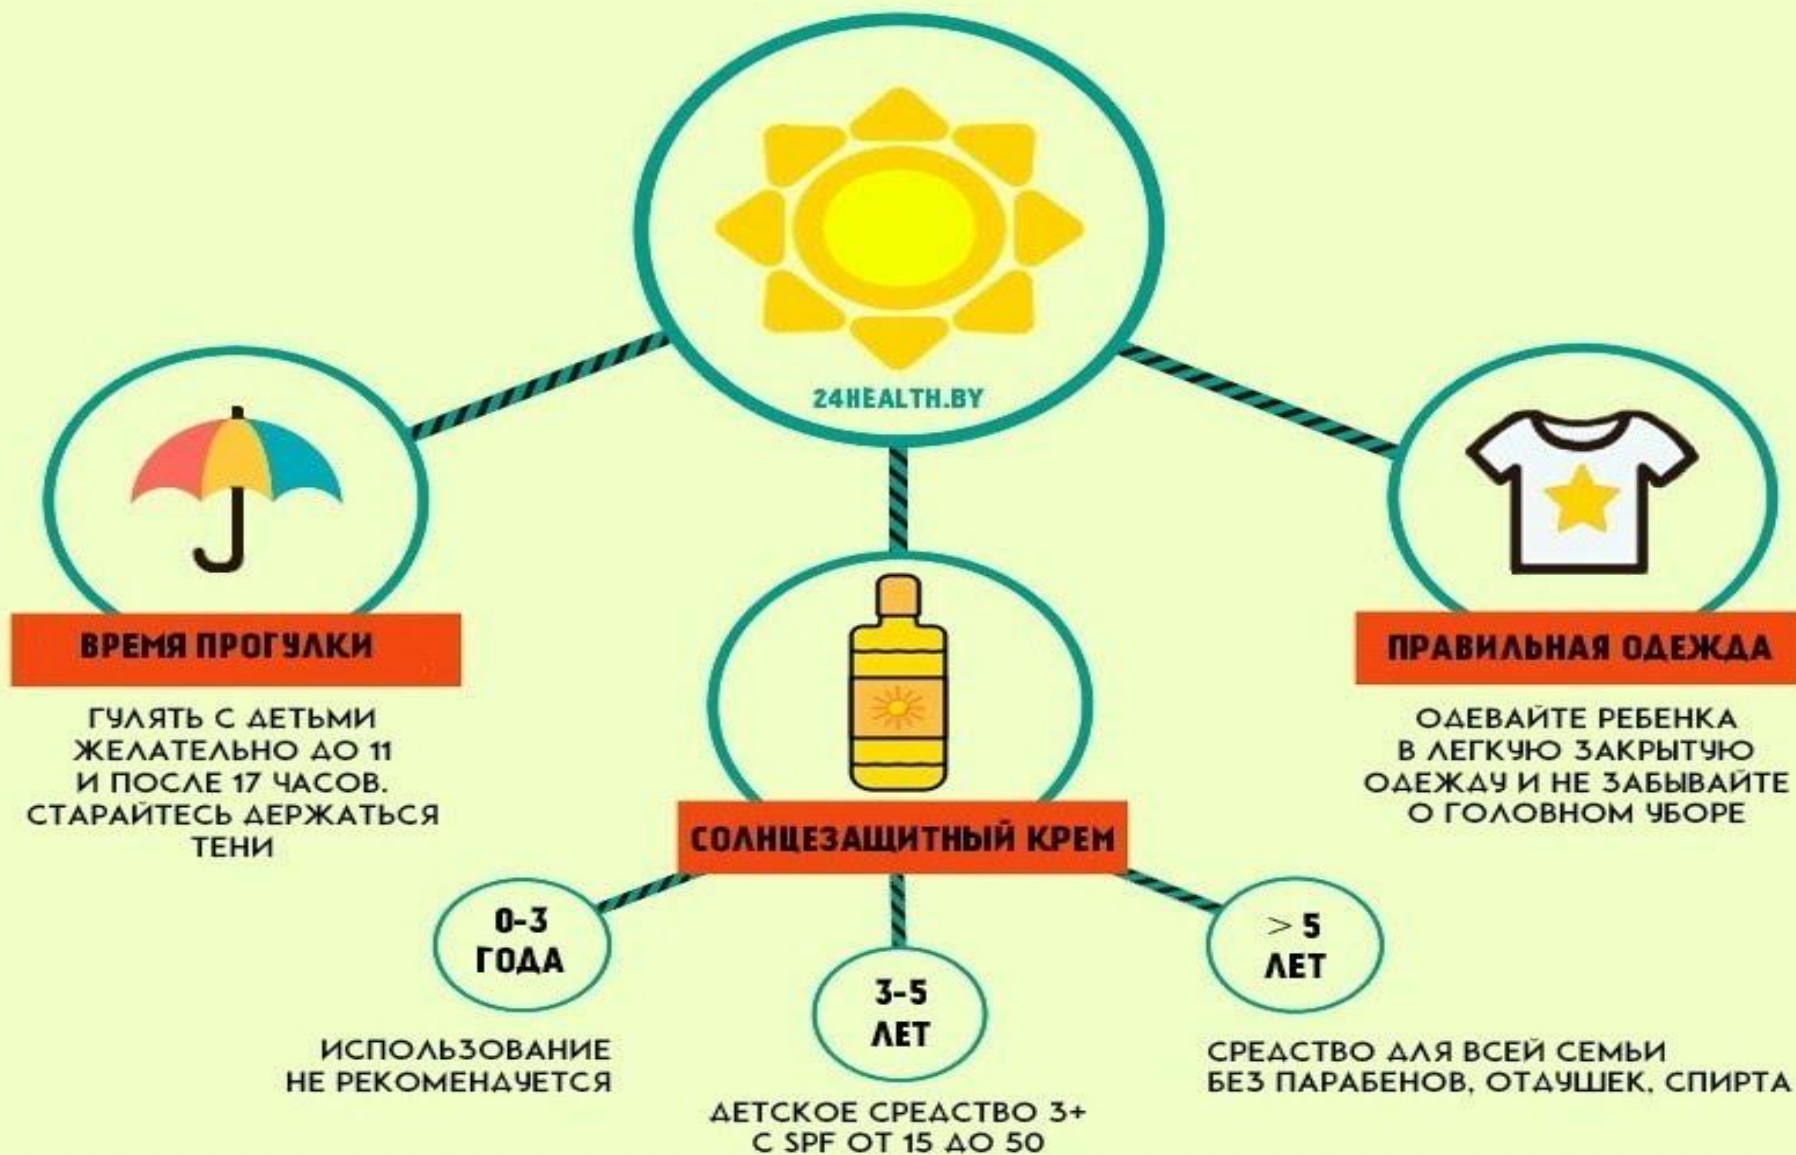 24HEALTH.BY
ВРЕМЯ ПРОГУЛКИ
ГУЛЯТЬ С ДЕТЬМИ
ЖЕЛАТЕЛЬНО ДО 11
И ПОСЛЕ 17 ЧАСОВ.
СТАРАЙТЕСЬ ДЕРЖАТЬСЯ
ТЕНИ
ПРАВИЛЬНАЯ ОДЕЖДА
ОДЕВАЙТЕ РЕБЕНКА
В ЛЕГКУЮ ЗАКРЫТУЮ
ОДЕЖДУ И НЕ ЗАБЫВАЙТЕ
О ГОЛОВНОМ УБОРЕ
СОЛНЦЕЗАЩИТНЫЙ КРЕМ
0-3
ГОДА
ИСПОЛЬЗОВАНИЕ
НЕ РЕКОМЕНДУЕТСЯ
3-5
ЛЕТ
ДЕТСКОЕ СРЕДСТВО 3+
С SPF ОТ 15 ДО 50
> 5
ЛЕТ
СРЕДСТВО ДЛЯ ВСЕЙ СЕМЬИ
БЕЗ ПАРАБЕНОВ, ОТДУШЕК, СПИРТА